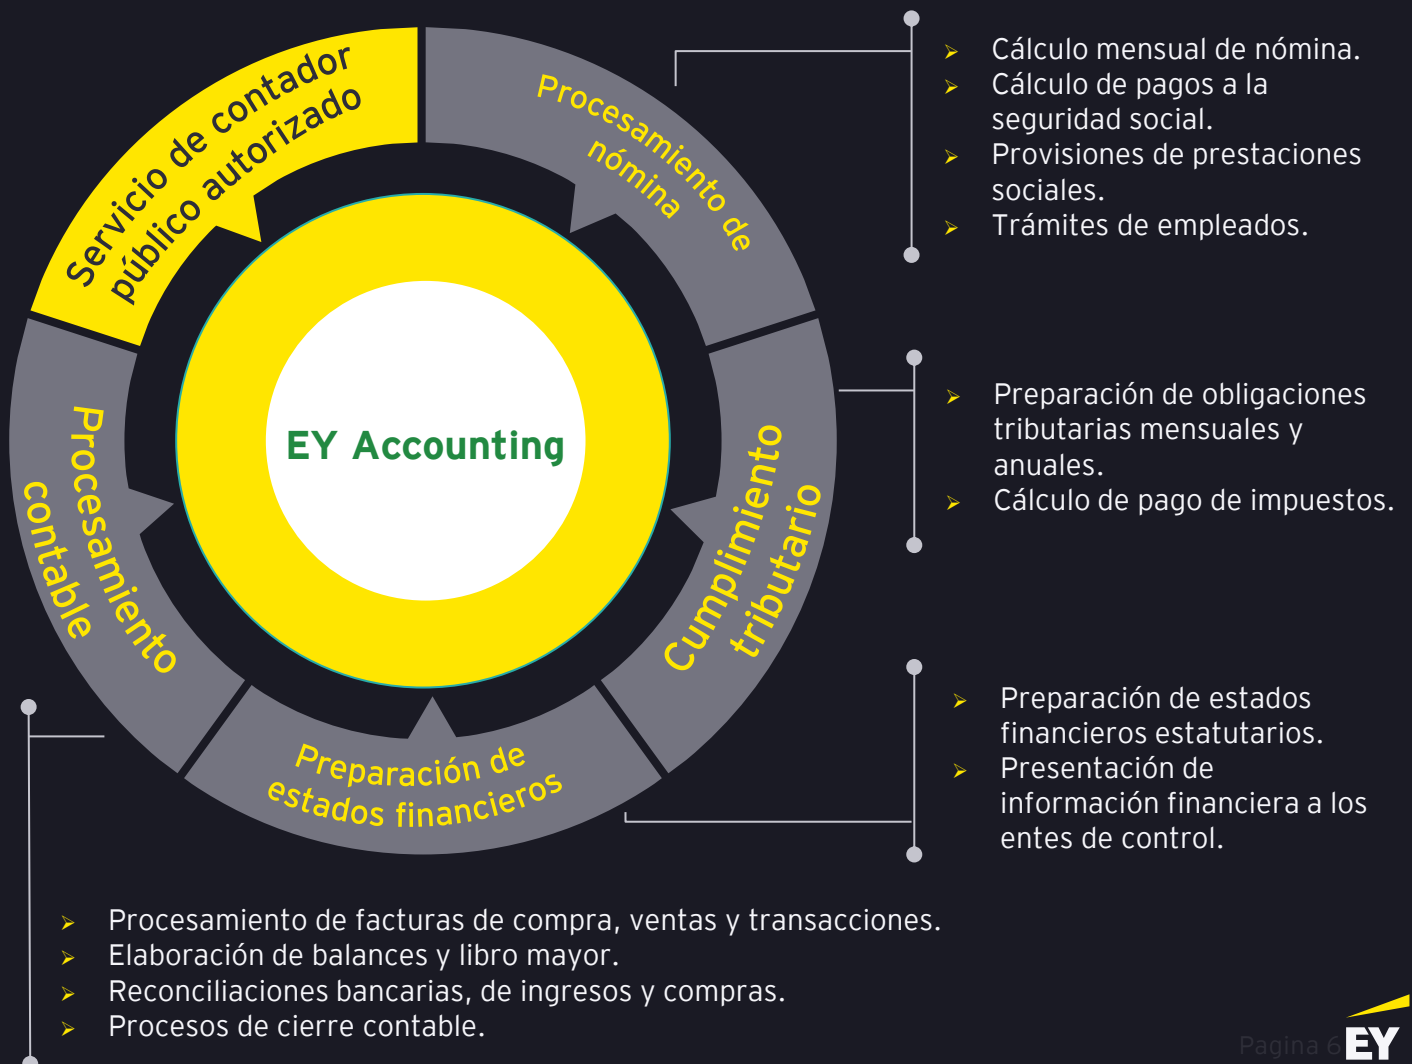 Servicio de contador
público autorizado
Procesamiento de
nómina
Cálculo mensual de nómina.
Cálculo de pagos a la
seguridad social.
Provisiones de prestaciones
sociales.
Trámites de empleados.
EY Accounting
Cumplimiento
tributario
Preparación de obligaciones
tributarias mensuales y
anuales.
Cálculo de pago de impuestos.
Preparación de
estados financieros
Preparación de estados
financieros estatutarios.
Presentación de
información financiera a los
entes de control.
Procesamiento
contable
Procesamiento de facturas de compra, ventas y transacciones.
Elaboración de balances y libro mayor.
Reconciliaciones bancarias, de ingresos y compras.
Procesos de cierre contable.
Pagina 6
EY